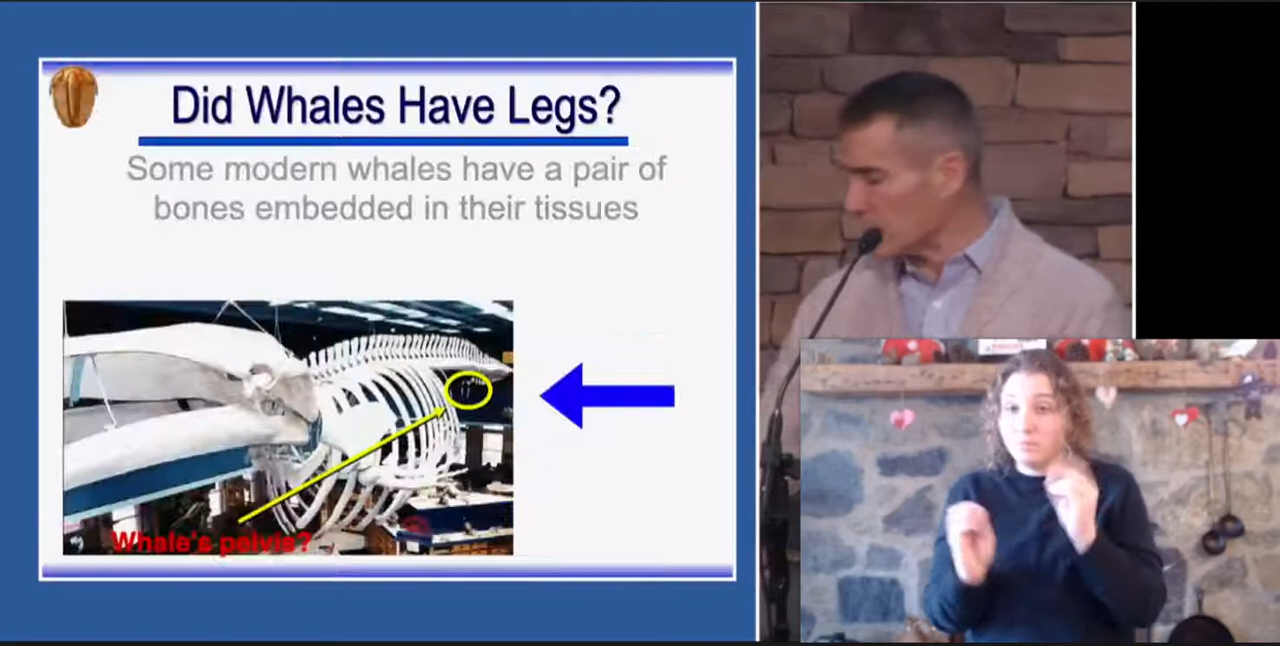 Did Whales Have Legs?
Some modern whales have a pair of
bones embedded in their tissues
Whale's pelvis?